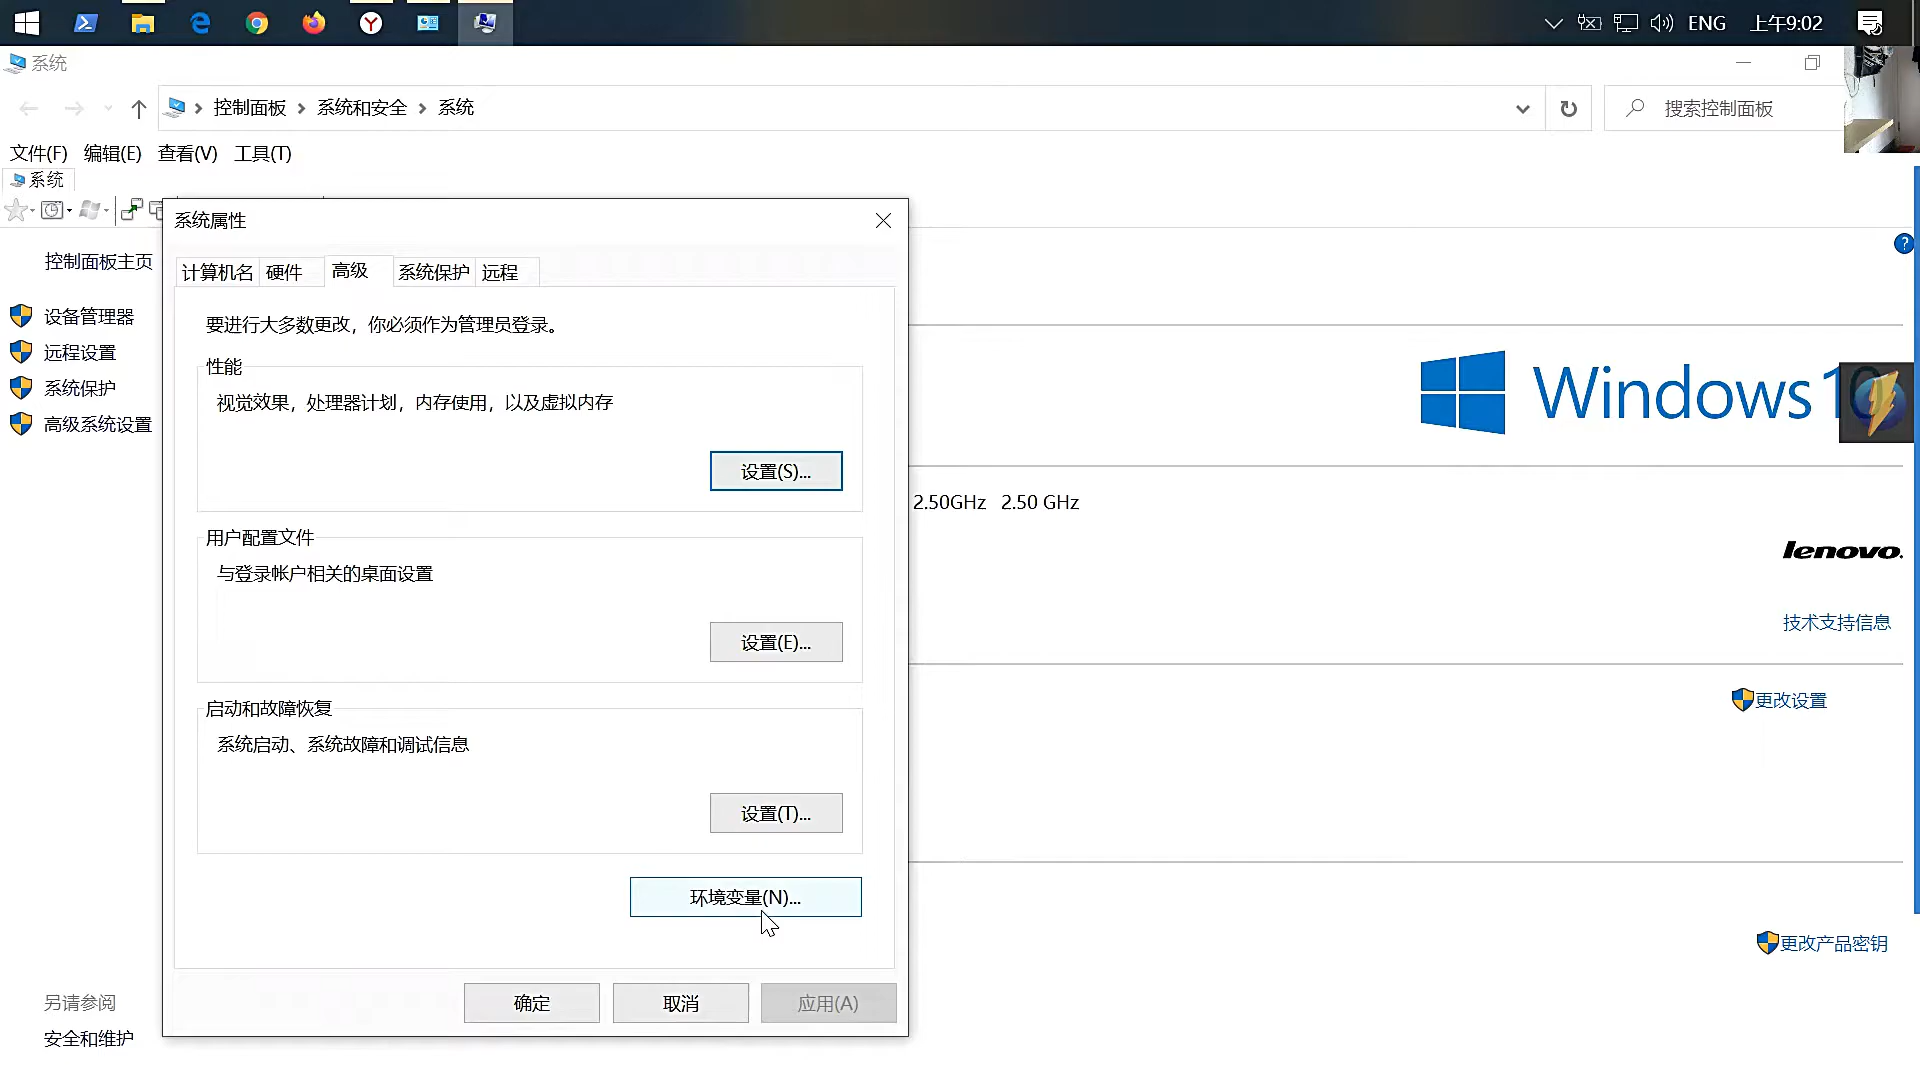 ENG 上午9:02
系统
控制面板 系统和安全 系统
搜索控制面板
文件(F) 编辑(E) 查看(V) 工具(T)
系统
控制面板主页
设备管理器
远程设置
系统保护
高级系统设置
另请参阅
安全和维护
系统属性
计算机名 硬件 高级 系统保护 远程
要进行大多数更改，你必须作为管理员登录。
性能
视觉效果，处理器计划，内存使用，以及虚拟内存
设置(S)...
用户配置文件
与登录帐户相关的桌面设置
设置(E)...
启动和故障恢复
系统启动、系统故障和调试信息
设置(T)...
环境变量(N)...
确定 取消 应用(A)
Windows 10
2.50GHz 2.50 GHz
lenovo.
技术支持信息
更改设置
更改产品密钥